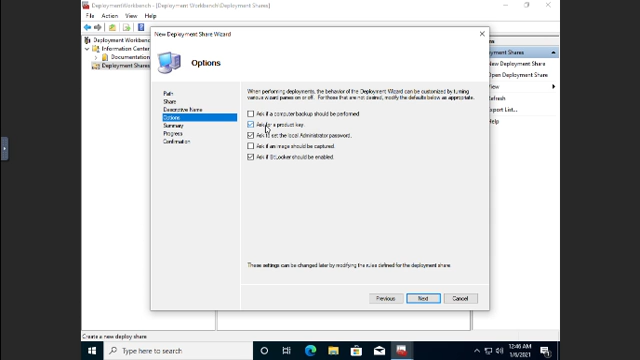 DeploymentWorkbench - [Deployment Workbench\Deployment Shares]
File Action View Help
Deployment Workbench
Information Center
Documentation
Deployment Shares
New Deployment Share Wizard
Options
Path
Share
Descriptive Name
Options
Summary
Progress
Confirmation
When performing deployments, the behavior of the Deployment Wizard can be customized by turning
various wizard panes on or off. For those that are not desired, modify the defaults below as appropriate.
Ask if a computer backup should be performed.
Ask for a product key.
Ask to set the local Administrator password.
Ask if an image should be captured.
Ask if BitLocker should be enabled.
These settings can be changed later by modifying the rules defined for the deployment share.
Previous Next Cancel
ment Shares
New Deployment Share
Open Deployment Share
View
Refresh
Export List...
Help
Create a new deploy share
Type here to search
12:46 AM
1/6/2021